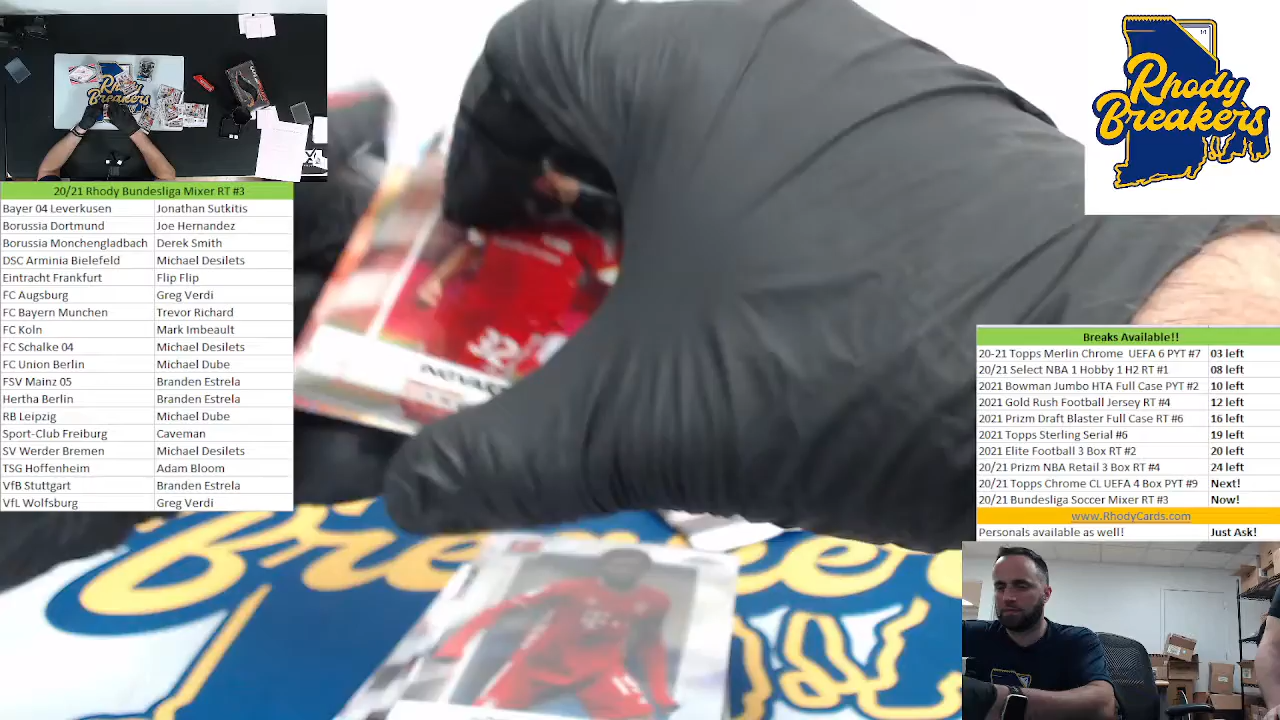 Rhody
Breakers
20/21 Rhody Bundesliga Mixer RT #3
Bayer 04 Leverkusen Jonathan Sutkitis
Borussia Dortmund Joe Hernandez
Borussia Monchengladbach Derek Smith
DSC Arminia Bielefeld Michael Desilets
Eintracht Frankfurt Flip Flip
FC Augsburg Greg Verdi
FC Bayern Munchen Trevor Richard
FC Koln Mark Imbeault
FC Schalke 04 Michael Desilets
FC Union Berlin Michael Dube
FSV Mainz 05 Branden Estrela
Hertha Berlin Branden Estrela
RB Leipzig Michael Dube
Sport-Club Freiburg Caveman
SV Werder Bremen Michael Desilets
TSG Hoffenheim Adam Bloom
VfB Stuttgart Branden Estrela
VfL Wolfsburg Greg Verdi
Rhody
Breakers
Breaks Available!!
20-21 Topps Merlin Chrome UEFA 6 PYT #7 03 left
20/21 Select NBA 1 Hobby 1 H2 RT #1 08 left
2021 Bowman Jumbo HTA Full Case PYT #2 10 left
2021 Gold Rush Football Jersey RT #4 12 left
2021 Prizm Draft Blaster Full Case RT #6 16 left
2021 Topps Sterling Serial #6 19 left
2021 Elite Football 3 Box RT #2 20 left
20/21 Prizm NBA Retail 3 Box RT #4 24 left
20/21 Topps Chrome CL UEFA 4 Box PYT #9 Next!
20/21 Bundesliga Soccer Mixer RT #3 Now!
www.RhodyCards.com
Personals available as well! Just Ask!